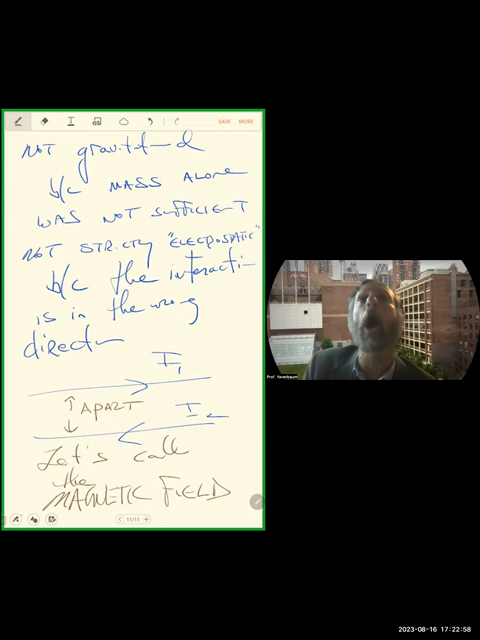 SAVE MORE
NOT gravitational
b/c MASS ALONE
WAS NOT SUFFICIENT
NOT STRICTLY "ELECTROSTATIC"
b/c the interaction
is in the wrong
direction
I₁
APART
I₂
Let's call
the
MAGNETIC FIELD
11/11
Prof. Yaverbaum
2023-08-16 17:22:58